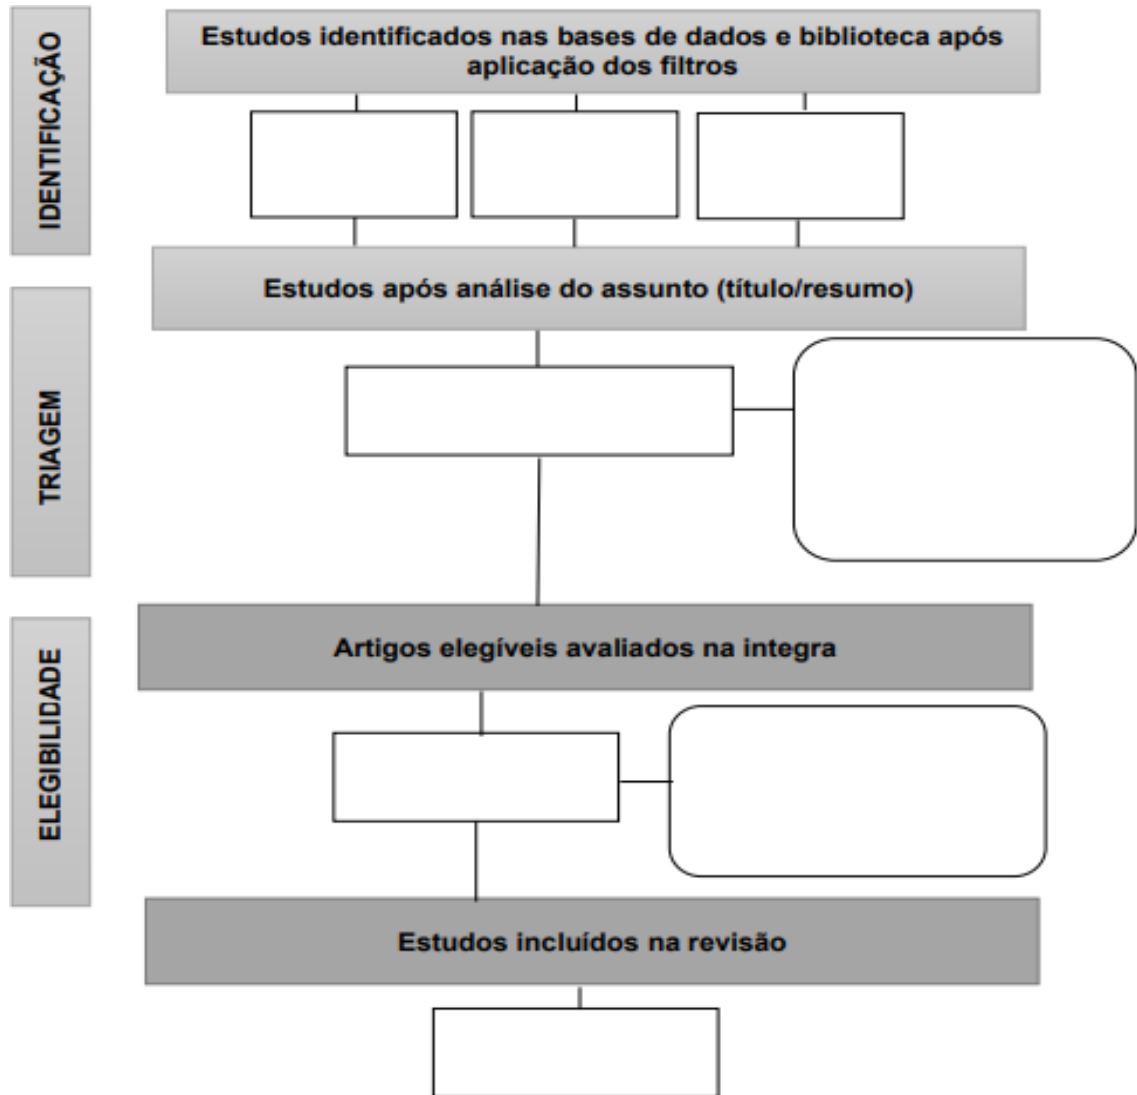 IDENTIFICAÇÃO
Estudos identificados nas bases de dados e biblioteca após
aplicação dos filtros
Estudos após análise do assunto (título/resumo)
TRIAGEM
Artigos elegíveis avaliados na integra
ELEGIBILIDADE
Estudos incluídos na revisão